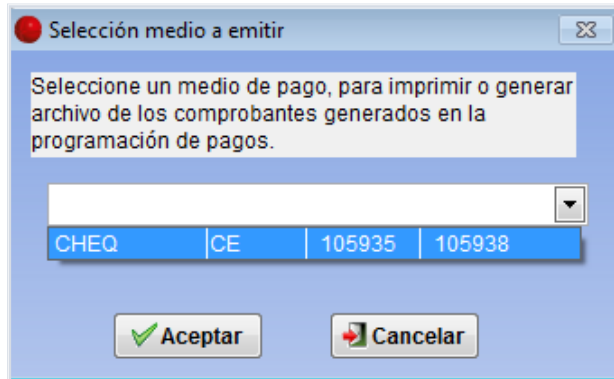 Selección medio a emitir
Seleccione un medio de pago, para imprimir o generar
archivo de los comprobantes generados en la
programación de pagos.
CHEQ CE 105935 105938
Aceptar Cancelar